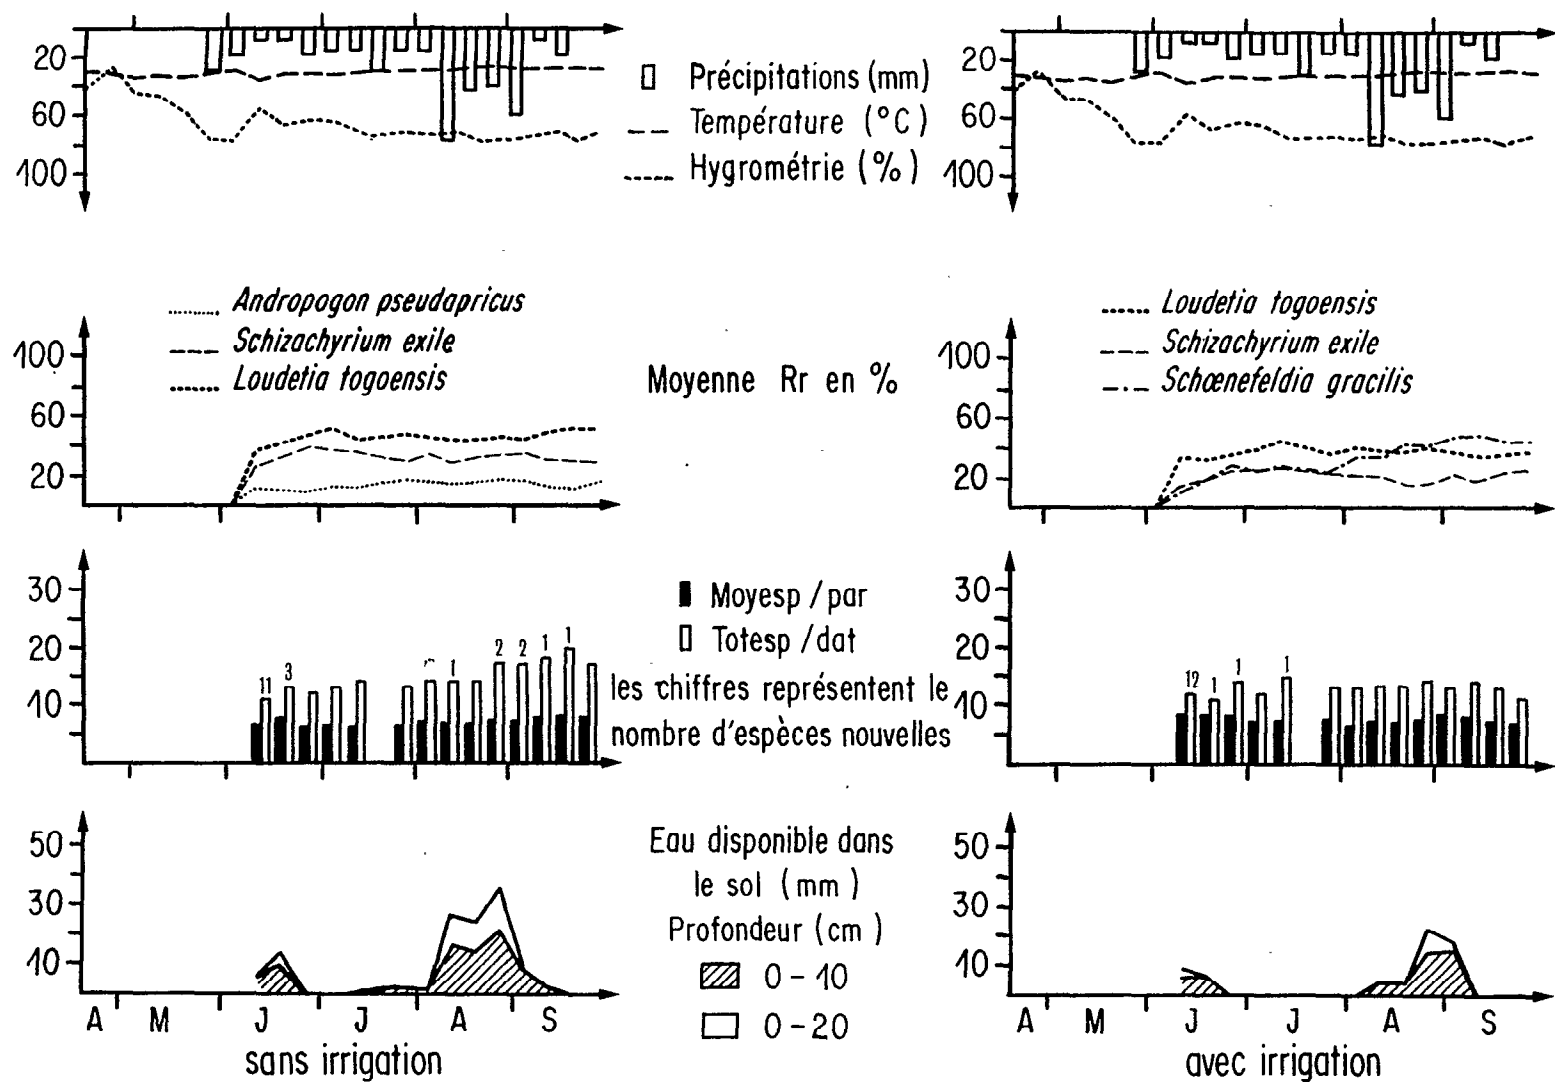 20
60
100
Précipitations (mm)
Température (°C)
Hygrométrie (%)
20
60
100
Andropogon pseudapricus
Schizachyrium exile
Loudetia togoensis
100
60
20
Moyenne Rr en %
Loudetia togoensis
Schizachyrium exile
Schœnefeldia gracilis
100
60
20
30
20
10
11 3 1 2 2 1 1
Moyesp /par
Totesp /dat
les chiffres représentent le
nombre d'espèces nouvelles
30
20
10
12 1 1 1
50
30
10
A M J J A S
sans irrigation
Eau disponible dans
le sol (mm)
Profondeur (cm)
0-10
0-20
50
30
10
A M J J A S
avec irrigation